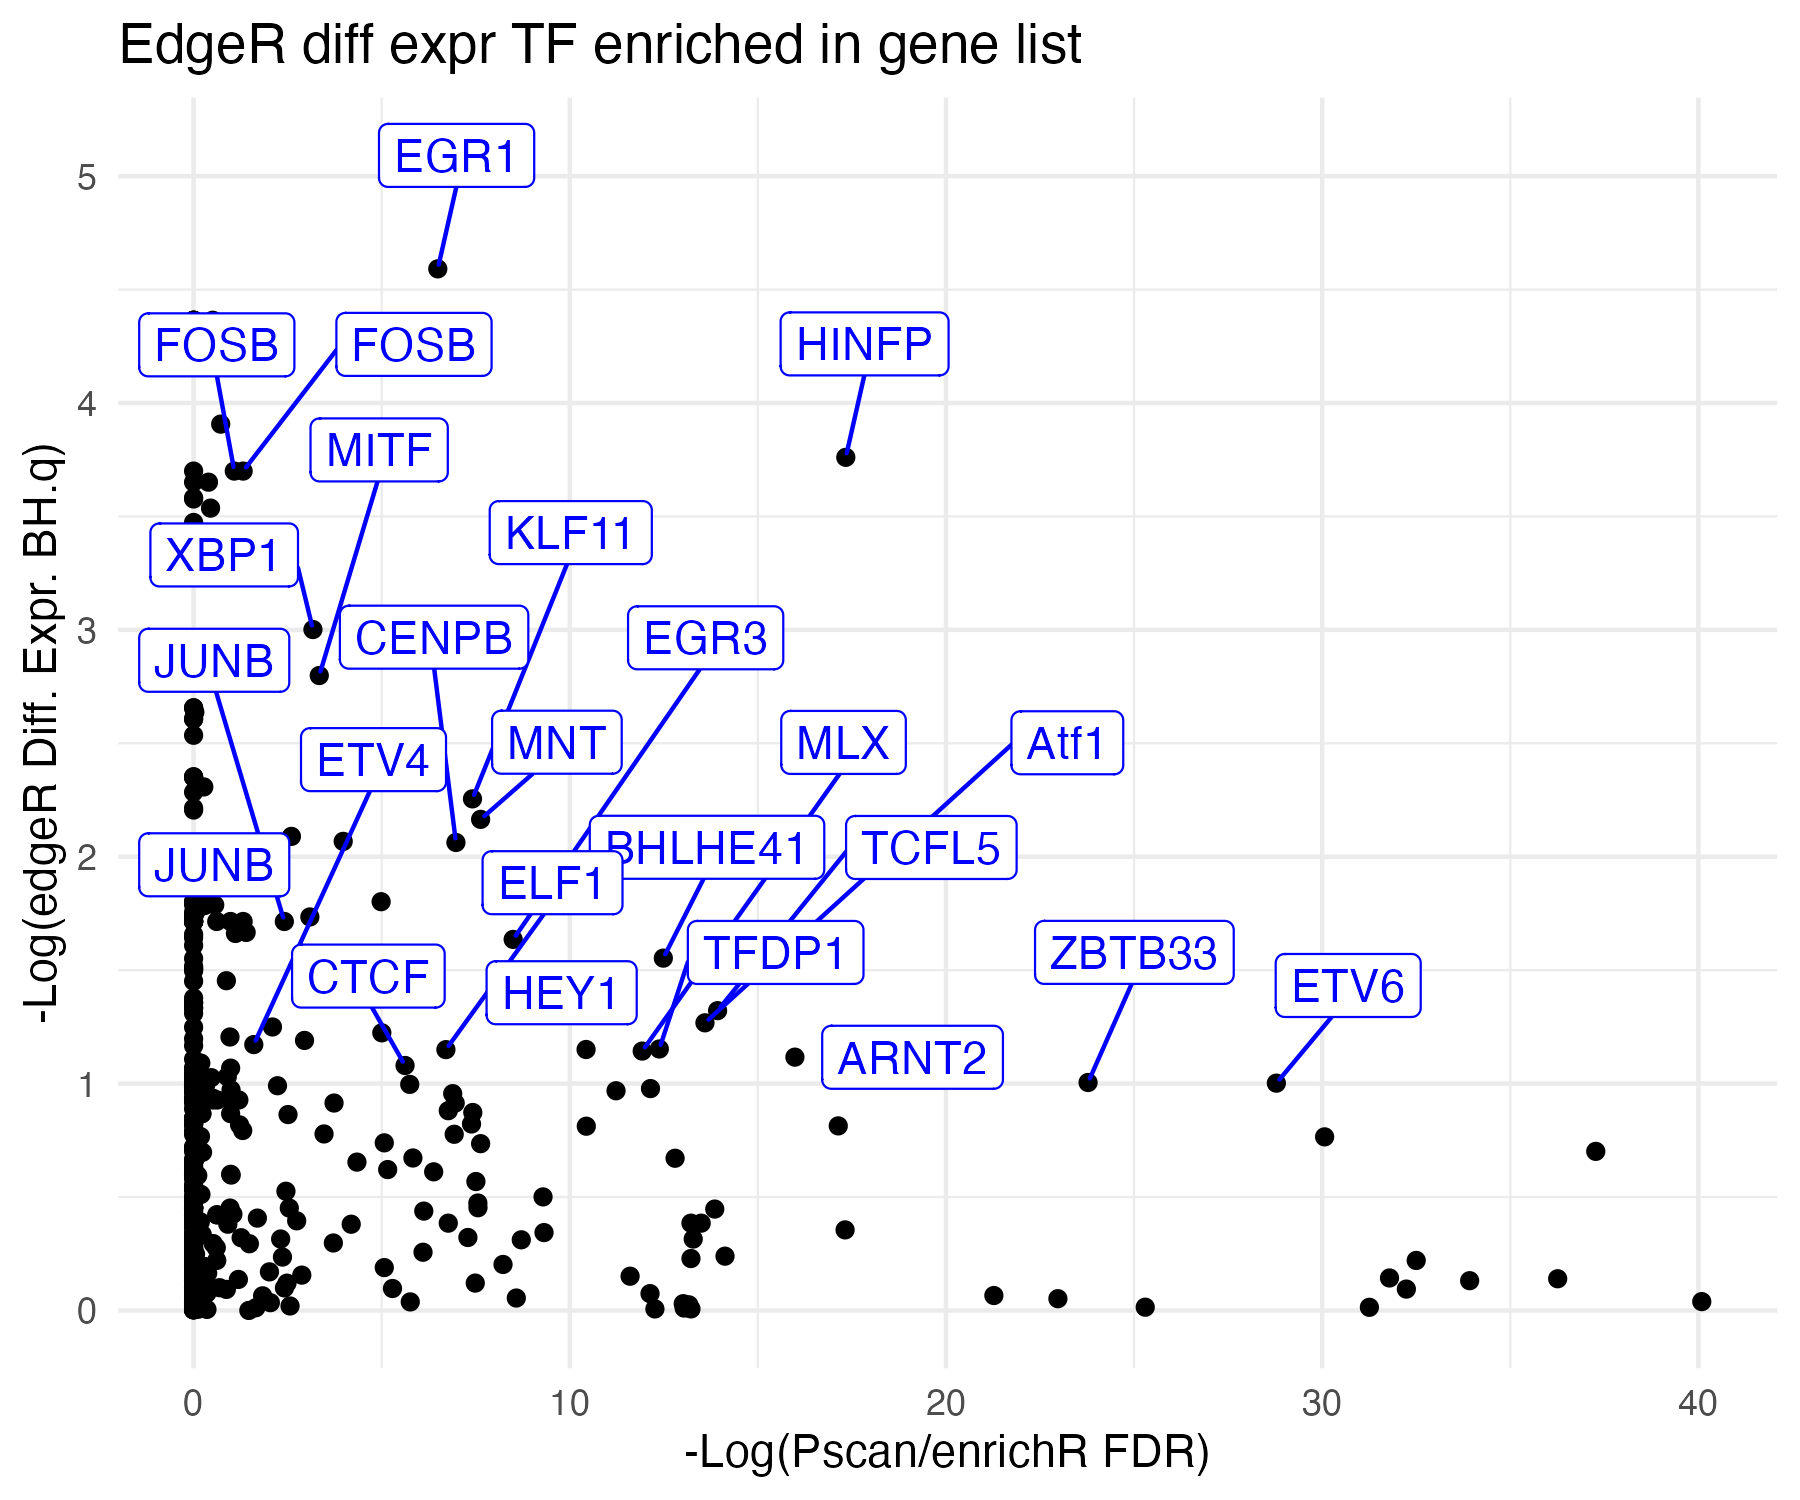 EdgeR diff expr TF enriched in gene list
-Log(edgeR Diff. Expr. BH.q)
5
4
3
2
1
0
EGR1
FOSB
FOSB
HINFP
MITF
KLF11
XBP1
CENPB
EGR3
JUNB
MNT
MLX
Atf1
ETV4
BHLHE41
TCFL5
JUNB
ELF1
TFDP1
ZBTB33
CTCF
HEY1
ETV6
ARNT2
0
10
20
30
40
-Log(Pscan/enrichR FDR)